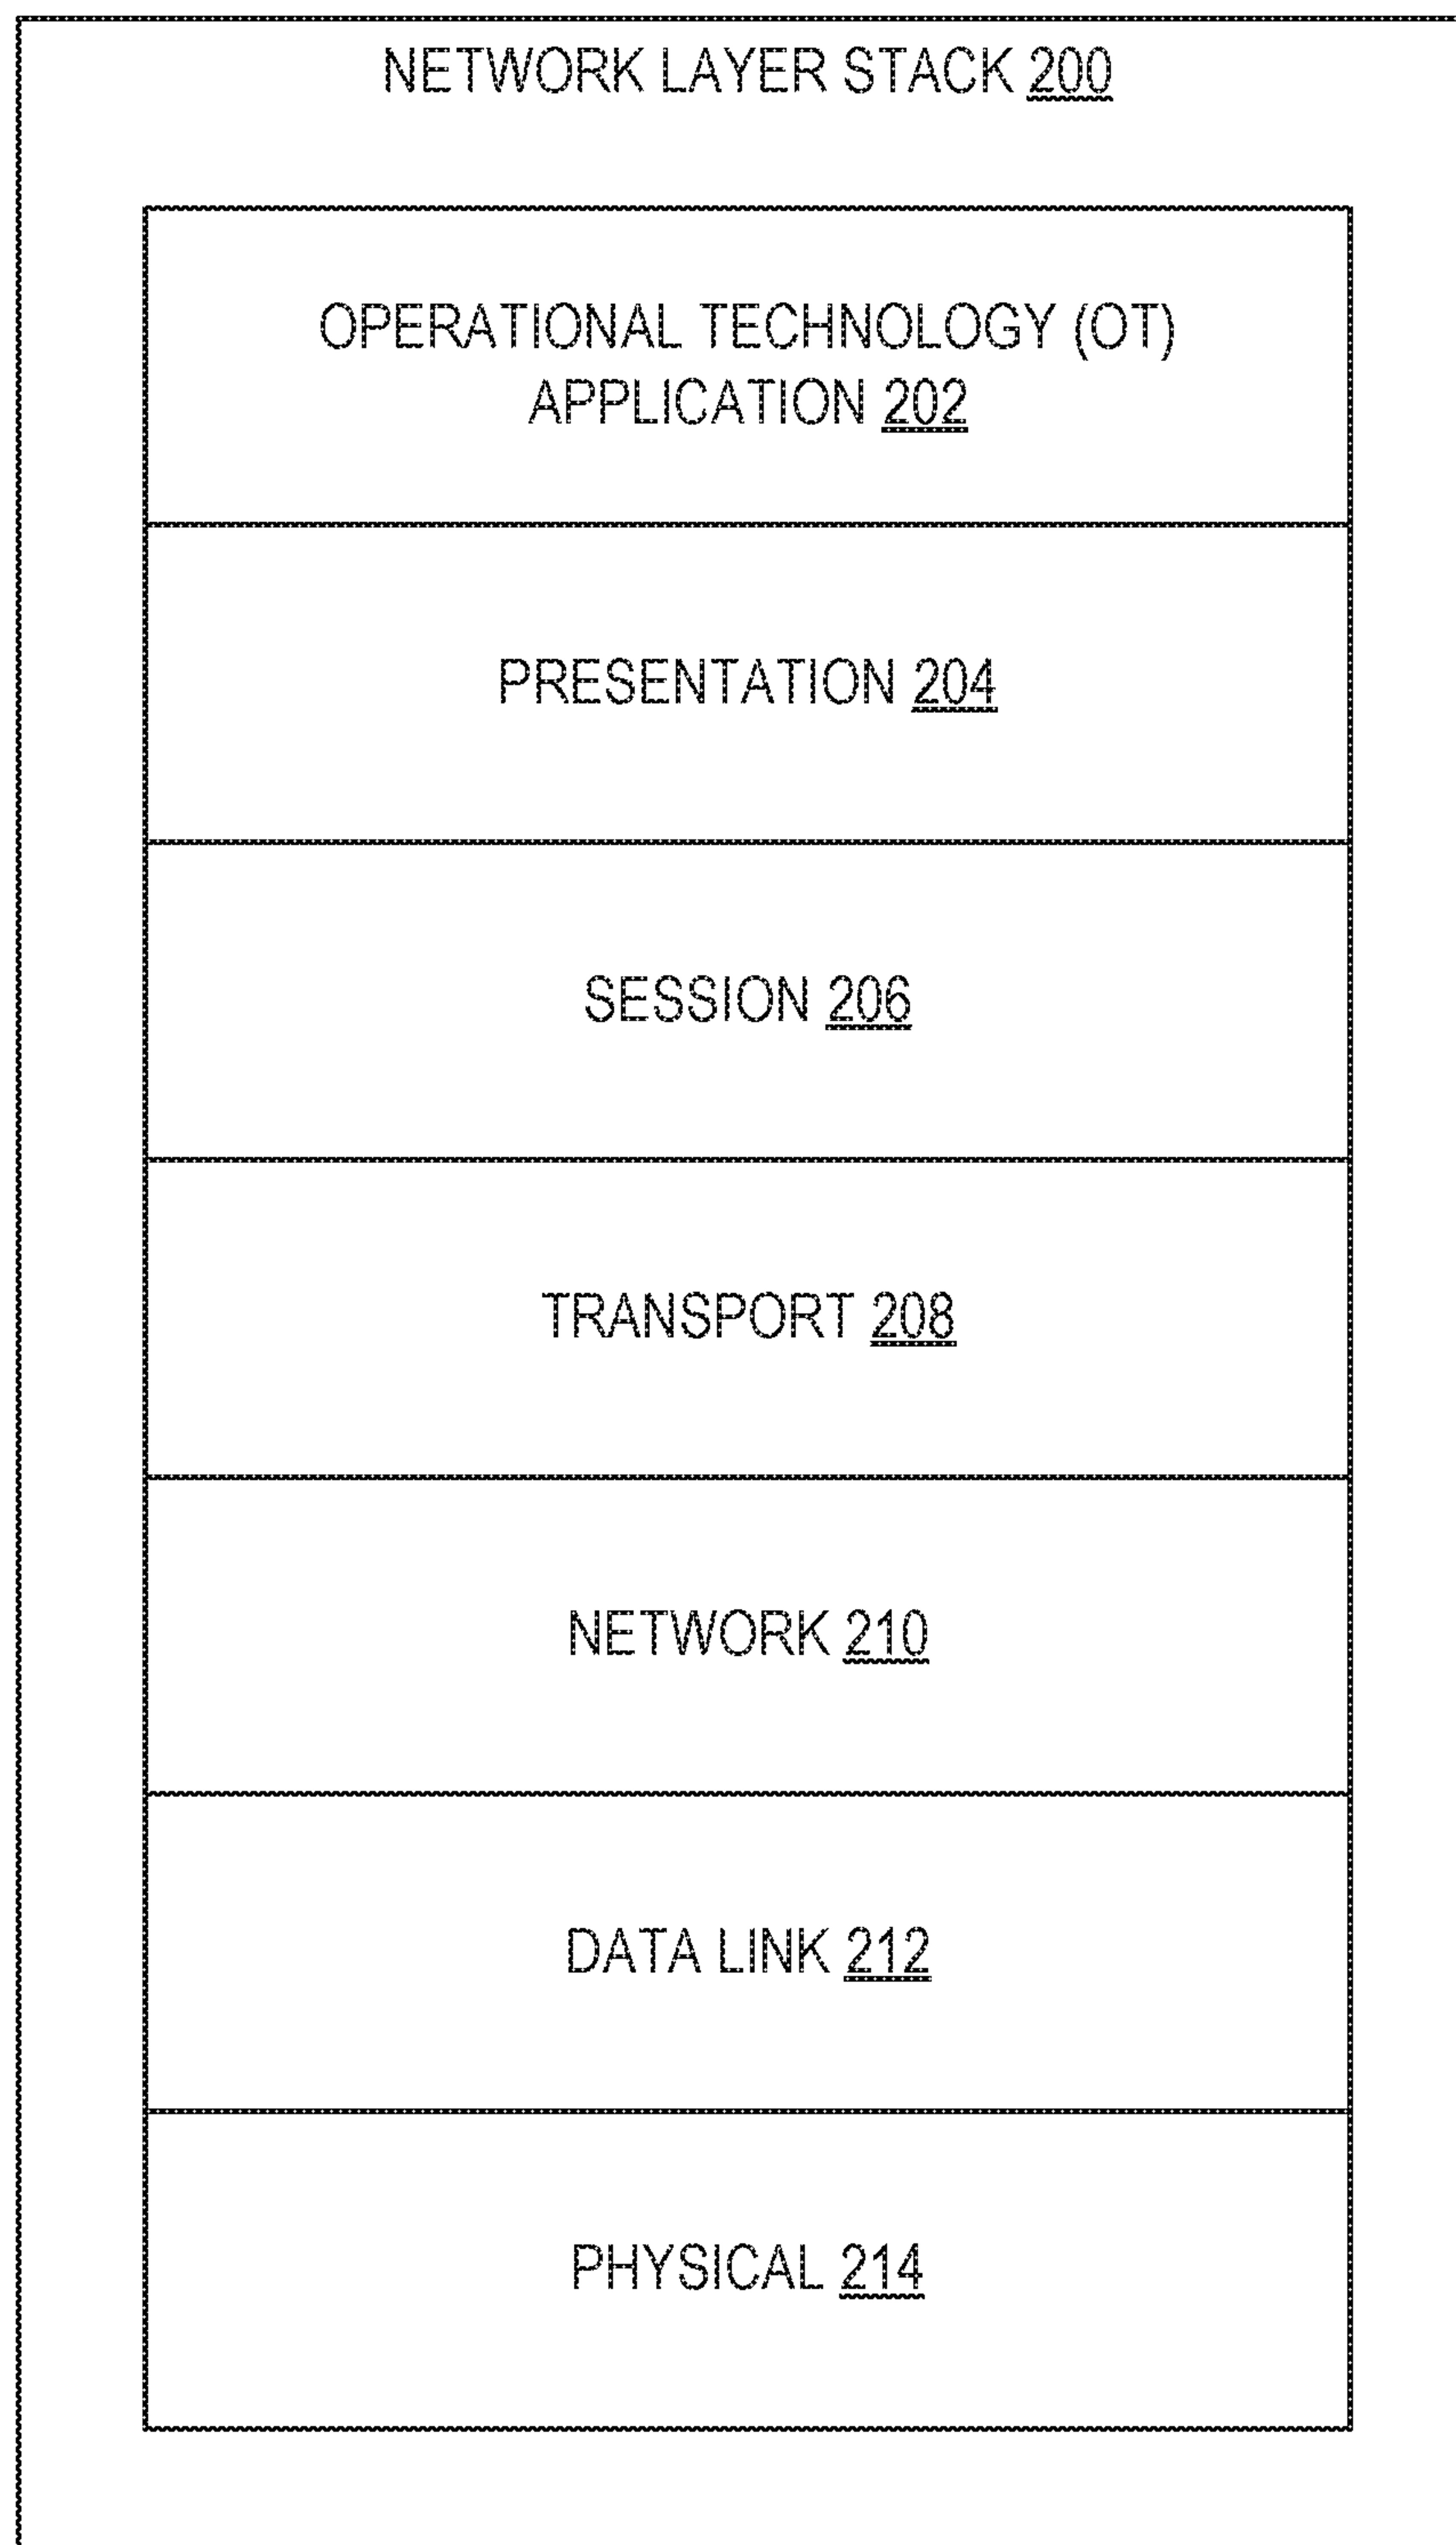 NETWORK LAYER STACK 200
OPERATIONAL TECHNOLOGY (OT)
APPLICATION 202
PRESENTATION 204
SESSION 206
TRANSPORT 208
NETWORK 210
DATA LINK 212
PHYSICAL 214